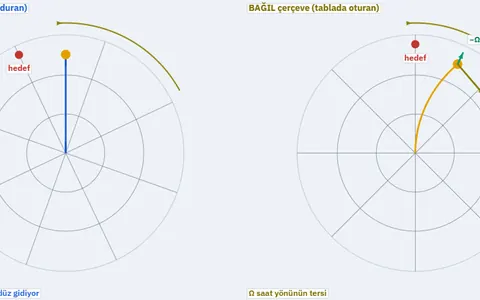 duran)
BAĞIL çerçeve (tablada oturan)
hedef
hedef
−Ω
düz gidiyor
Ω saat yönünün tersi